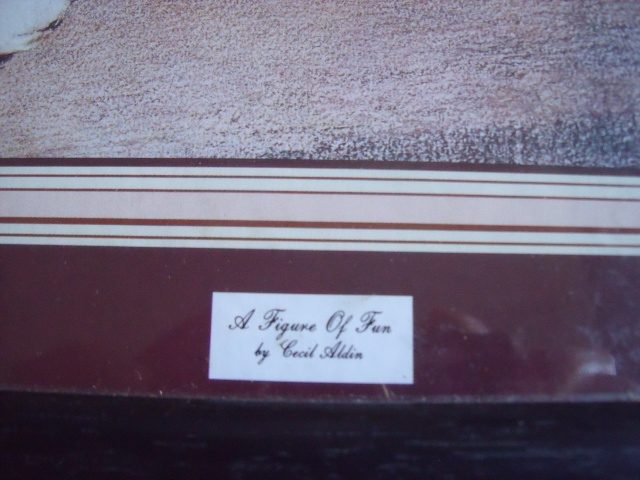 A Figure Of Fun
by Cecil Aldin